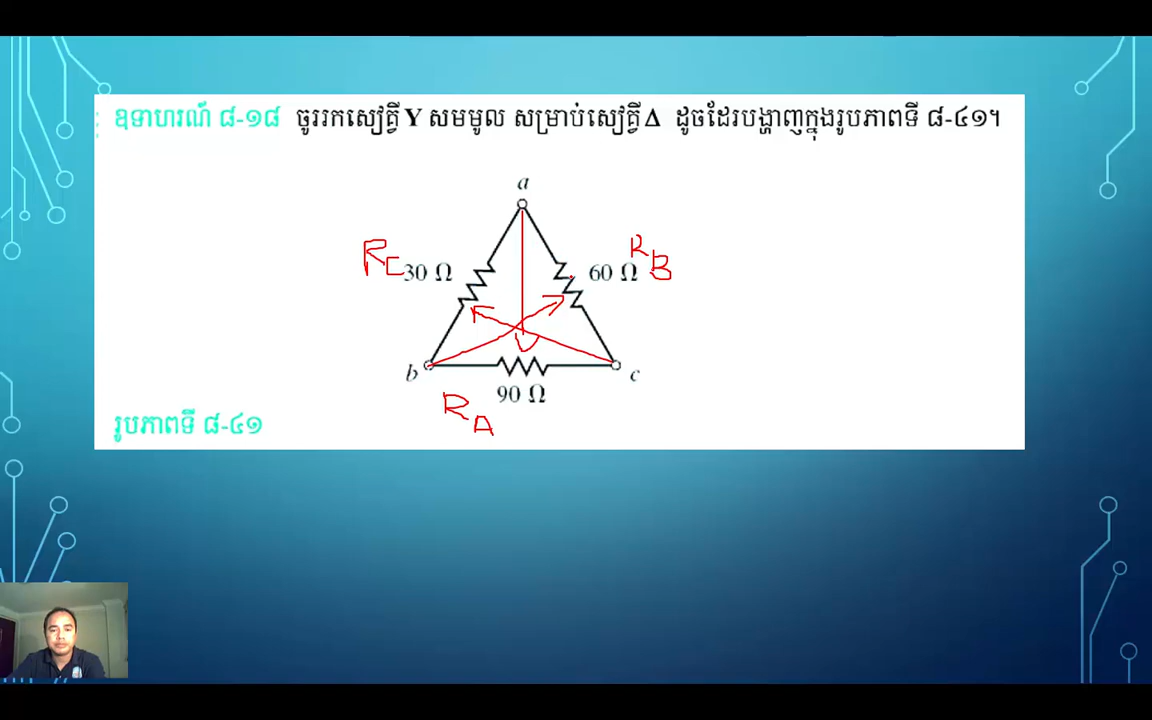 ឧទាហរណ៍ ៨-១៨ ចូររកសៀគ្វី Y សមមូល សម្រាប់សៀគ្វី Δ ដូចដែរបង្ហាញក្នុងរូបភាពទី ៨-៤១។
a
RC 30 Ω
60 Ω RB
b
c
90 Ω
RA
រូបភាពទី ៨-៤១